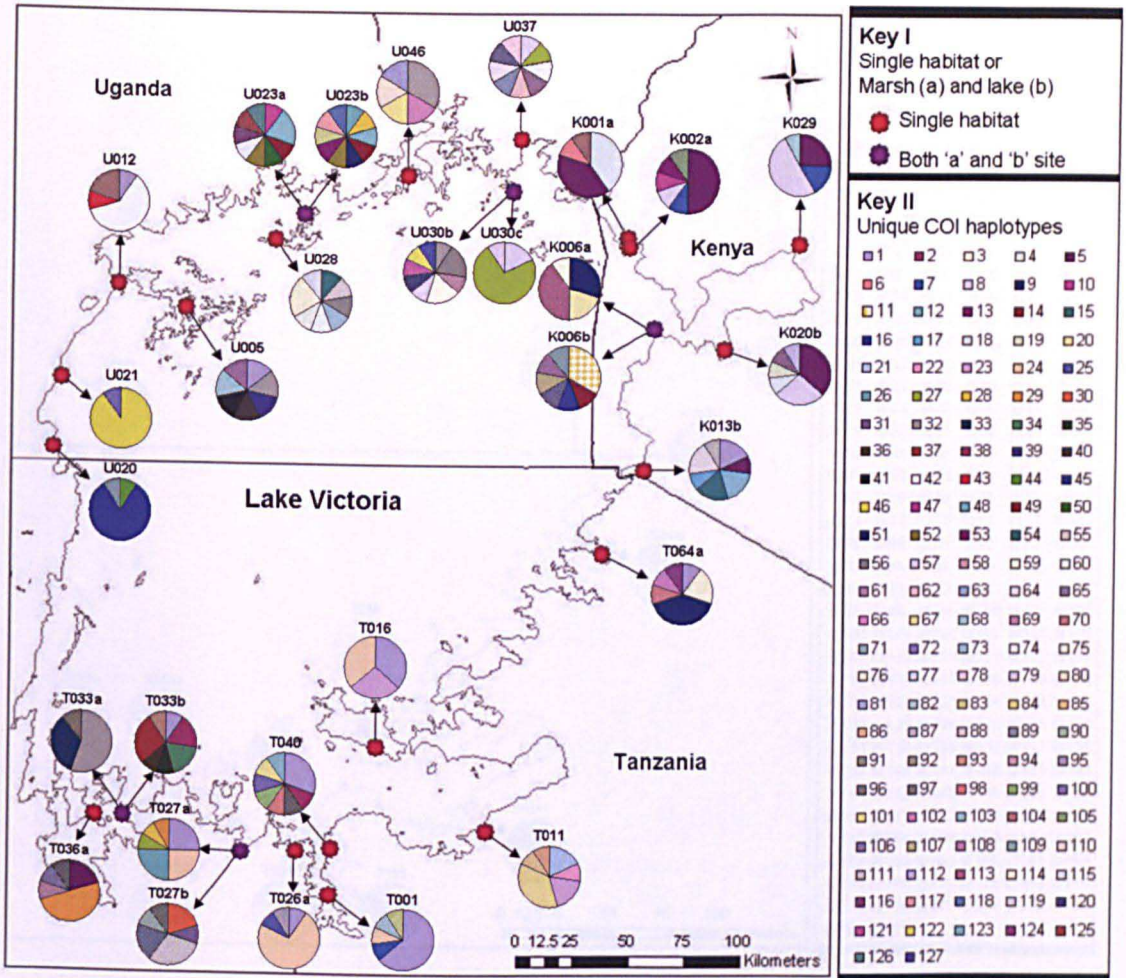 Uganda
U012
U023a
U023b
U046
U037
K001a
K002a
K029
Kenya
U028
U030b
U030c
K006a
K006b
K020b
U005
U021
U020
K013b
Lake Victoria
T064a
T016
Tanzania
T033a
T033b
T040
T027a
T036a
T027b
T026a
T001
T011
N
0 12.5 25 50 75 100
Kilometers
Key I
Single habitat or
Marsh (a) and lake (b)
Single habitat
Both 'a' and 'b' site
Key II
Unique COI haplotypes
1 2 3 4 5
6 7 8 9 10
11 12 13 14 15
16 17 18 19 20
21 22 23 24 25
26 27 28 29 30
31 32 33 34 35
36 37 38 39 40
41 42 43 44 45
46 47 48 49 50
51 52 53 54 55
56 57 58 59 60
61 62 63 64 65
66 67 68 69 70
71 72 73 74 75
76 77 78 79 80
81 82 83 84 85
86 87 88 89 90
91 92 93 94 95
96 97 98 99 100
101 102 103 104 105
106 107 108 109 110
111 112 113 114 115
116 117 118 119 120
121 122 123 124 125
126 127